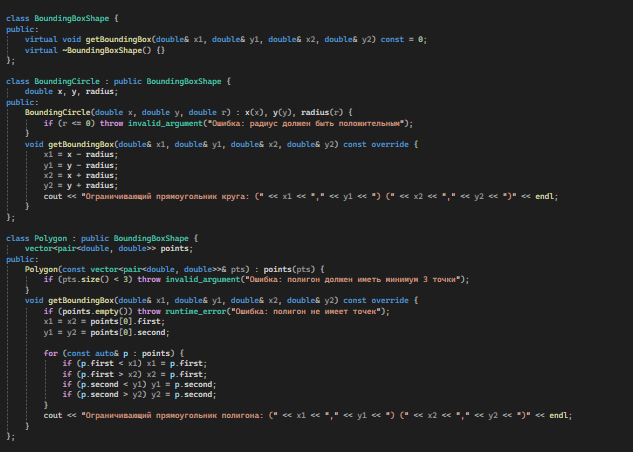 class BoundingBoxShape {
public:
    virtual void getBoundingBox(double& x1, double& y1, double& x2, double& y2) const = 0;
    virtual ~BoundingBoxShape() {}
};

class BoundingCircle : public BoundingBoxShape {
    double x, y, radius;
public:
    BoundingCircle(double x, double y, double r) : x(x), y(y), radius(r) {
        if (r <= 0) throw invalid_argument("Ошибка: радиус должен быть положительным");
    }
    void getBoundingBox(double& x1, double& y1, double& x2, double& y2) const override {
        x1 = x - radius;
        y1 = y - radius;
        x2 = x + radius;
        y2 = y + radius;
        cout << "Ограничивающий прямоугольник круга: (" << x1 << "," << y1 << ") (" << x2 << "," << y2 << ")" << endl;
    }
};

class Polygon : public BoundingBoxShape {
    vector<pair<double, double>> points;
public:
    Polygon(const vector<pair<double, double>>& pts) : points(pts) {
        if (pts.size() < 3) throw invalid_argument("Ошибка: полигон должен иметь минимум 3 точки");
    }
    void getBoundingBox(double& x1, double& y1, double& x2, double& y2) const override {
        if (points.empty()) throw runtime_error("Ошибка: полигон не имеет точек");
        x1 = x2 = points[0].first;
        y1 = y2 = points[0].second;

        for (const auto& p : points) {
            if (p.first < x1) x1 = p.first;
            if (p.first > x2) x2 = p.first;
            if (p.second < y1) y1 = p.second;
            if (p.second > y2) y2 = p.second;
        }
        cout << "Ограничивающий прямоугольник полигона: (" << x1 << "," << y1 << ") (" << x2 << "," << y2 << ")" << endl;
    }
};